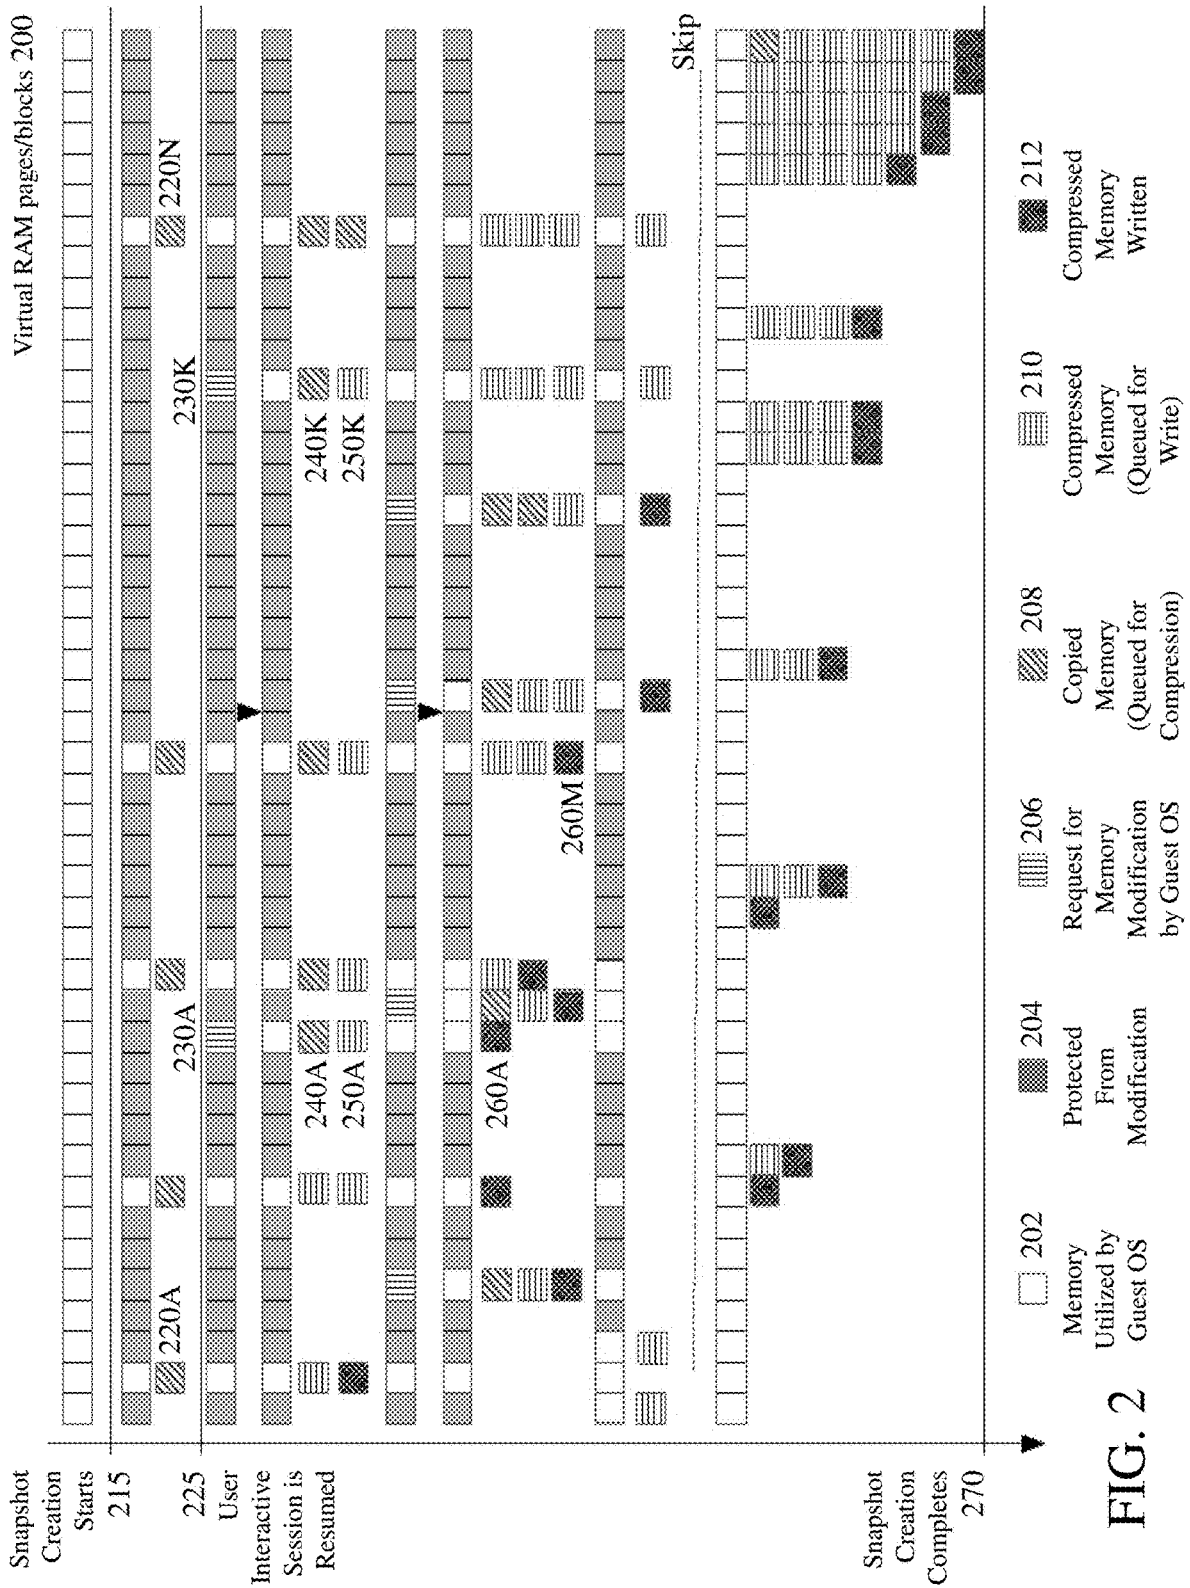 Virtual RAM pages/blocks 200
Snapshot
Creation
Starts
215
220A
220N
225
User
Interactive
Session is
Resumed
230A
230K
240A
250A
240K
250K
260A
260M
Skip
Snapshot
Creation
Completes
270
202
Memory
Utilized by
Guest OS
204
Protected
From
Modification
206
Request for
Memory
Modification
by Guest OS
208
Copied
Memory
(Queued for
Compression)
210
Compressed
Memory
(Queued for
Write)
212
Compressed
Memory
Written
FIG. 2